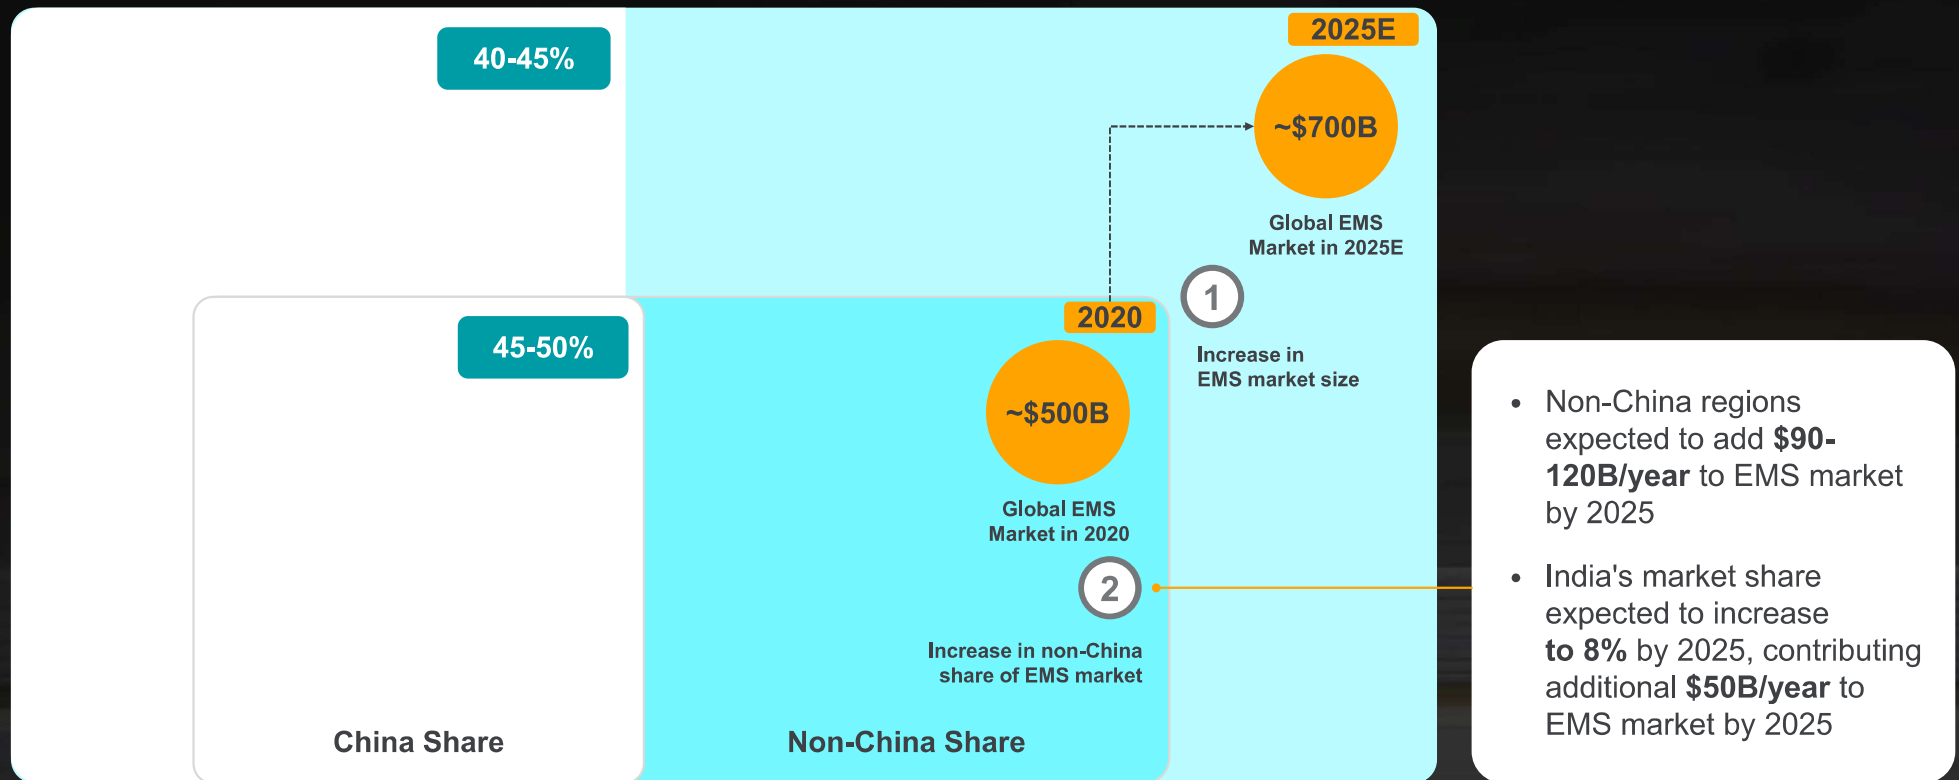 40-45%
2025E
~$700B
Global EMS
Market in 2025E
1
Increase in
EMS market size
45-50%
2020
~$500B
Global EMS
Market in 2020
2
Increase in non-China
share of EMS market
China Share
Non-China Share
• Non-China regions
expected to add $90-
120B/year to EMS market
by 2025
• India's market share
expected to increase
to 8% by 2025, contributing
additional $50B/year to
EMS market by 2025